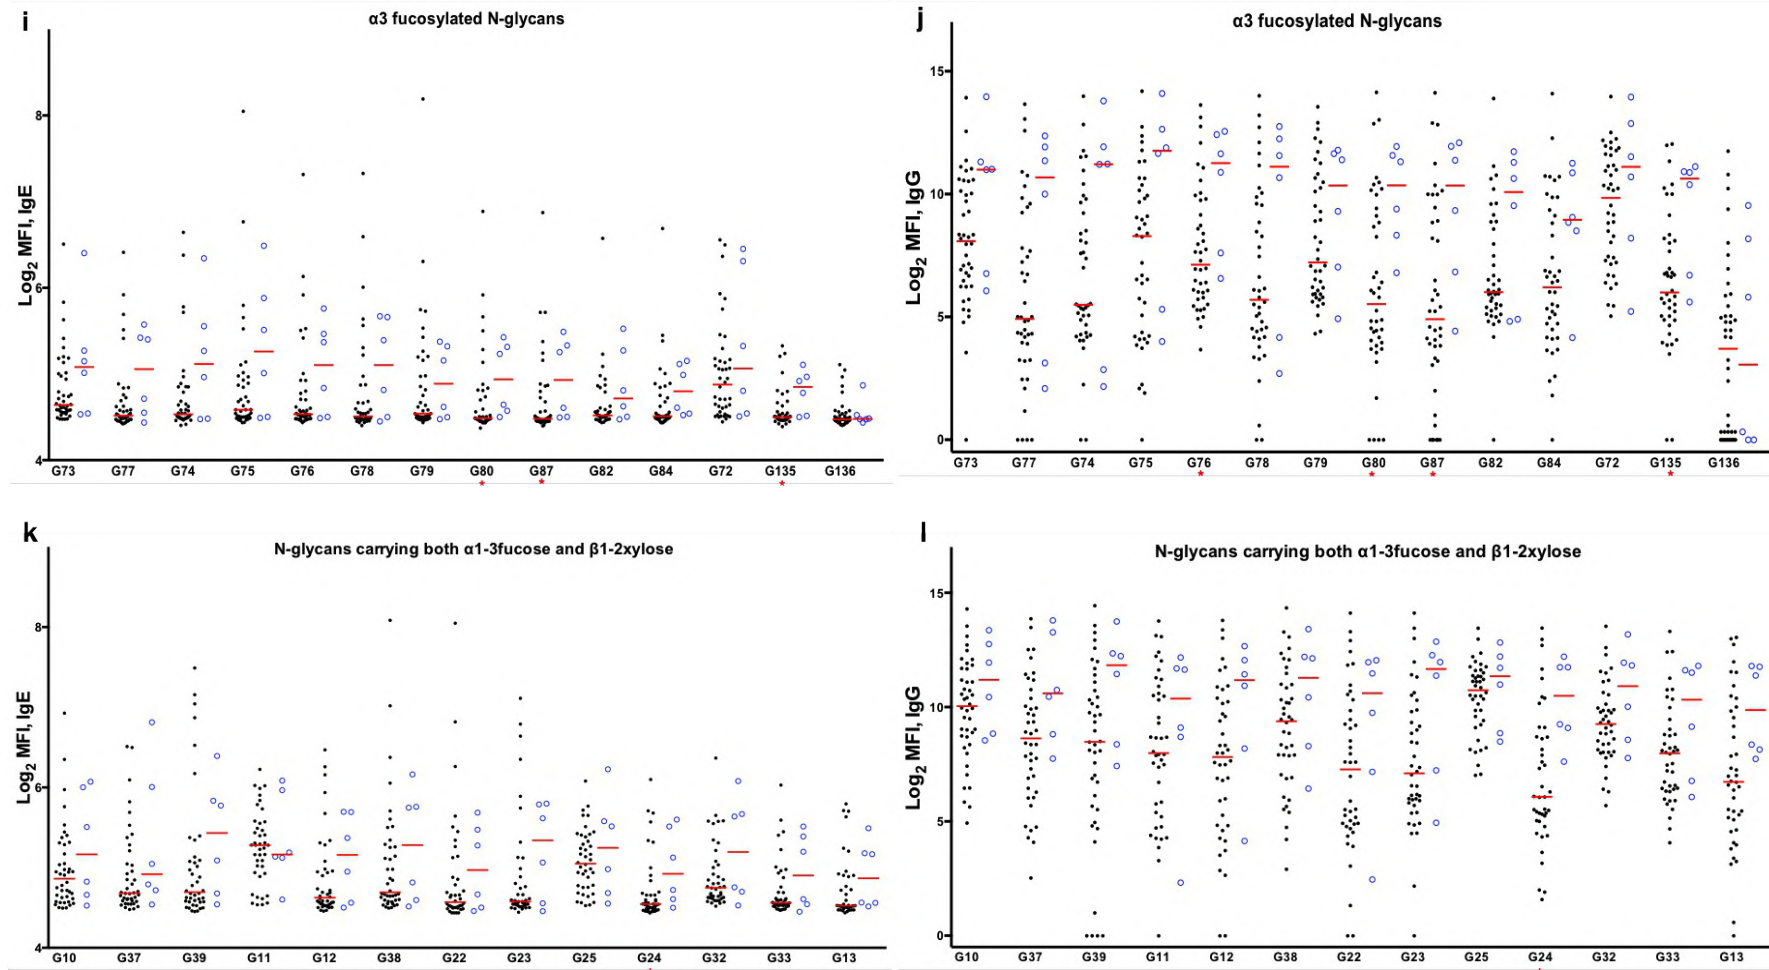 i
α3 fucosylated N-glycans
Log2 MFI, IgE
8
6
4
G73 G77 G74 G75 G76 G78 G79 G80 G87 G82 G84 G72 G135 G136
* * *
j
α3 fucosylated N-glycans
Log2 MFI, IgG
15
10
5
0
G73 G77 G74 G75 G76 G78 G79 G80 G87 G82 G84 G72 G135 G136
* * * *
k
N-glycans carrying both α1-3fucose and β1-2xylose
Log2 MFI, IgE
8
6
4
G10 G37 G39 G11 G12 G38 G22 G23 G25 G24 G32 G33 G13
l
N-glycans carrying both α1-3fucose and β1-2xylose
Log2 MFI, IgG
15
10
5
0
G10 G37 G39 G11 G12 G38 G22 G23 G25 G24 G32 G33 G13